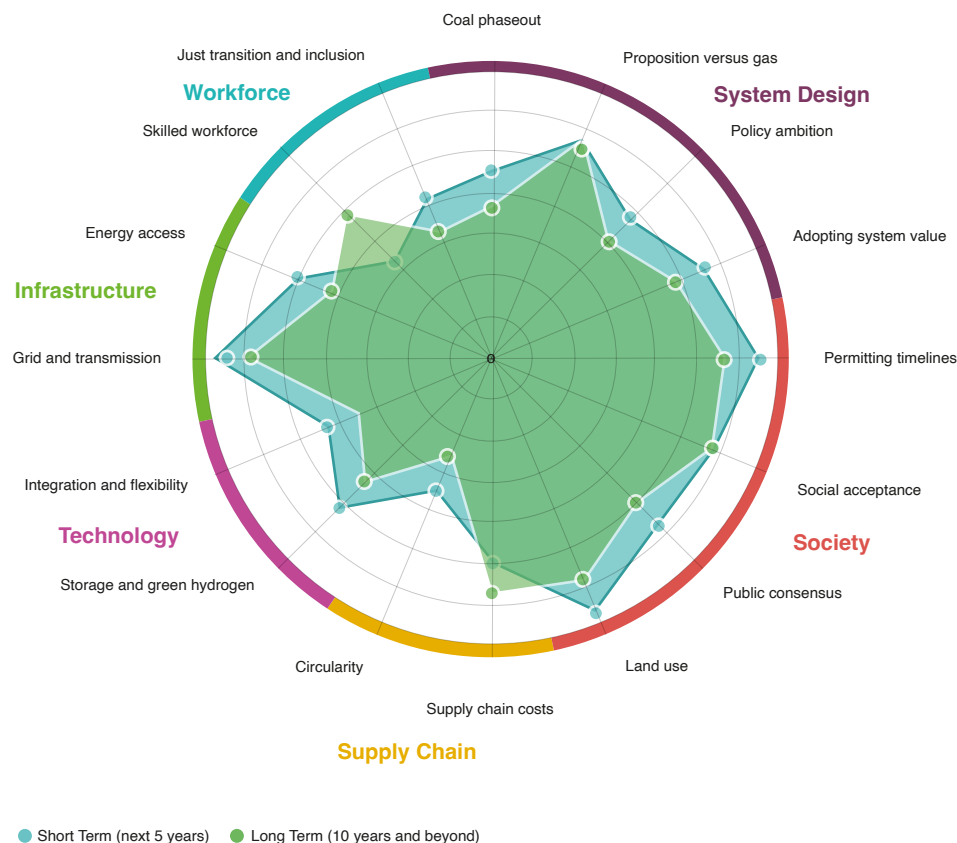 Coal phaseout
Just transition and inclusion
Proposition versus gas
Workforce
System Design
Skilled workforce
Policy ambition
Energy access
Adopting system value
Infrastructure
Grid and transmission
0
Permitting timelines
Integration and flexibility
Social acceptance
Technology
Society
Storage and green hydrogen
Public consensus
Circularity
Land use
Supply chain costs
Supply Chain
Short Term (next 5 years)
Long Term (10 years and beyond)